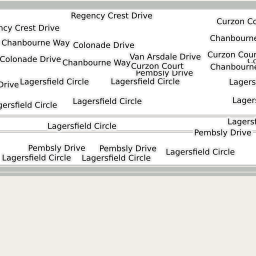 Regency Crest Drive
Curzon Co
ncy Crest Drive
Chanbourne
Chanbourne Way
Colonade Drive
Curzon Cour
Van Arsdale Drive
Colonade Drive
Chanbourne Way
Curzon Court
Chanbourne
Pembsly Drive
Drive
Lagersfield Circle
Lagersfield Circle
Lagers
Lagersfield Circle
Lagers
gersfield Circle
Lagersfield Circle
Lagersf
Pembsly Drive
Pembsly Drive
Pembsly Drive
Lagersfield Circle
Lagersfield Circle
Lagersfield Circle